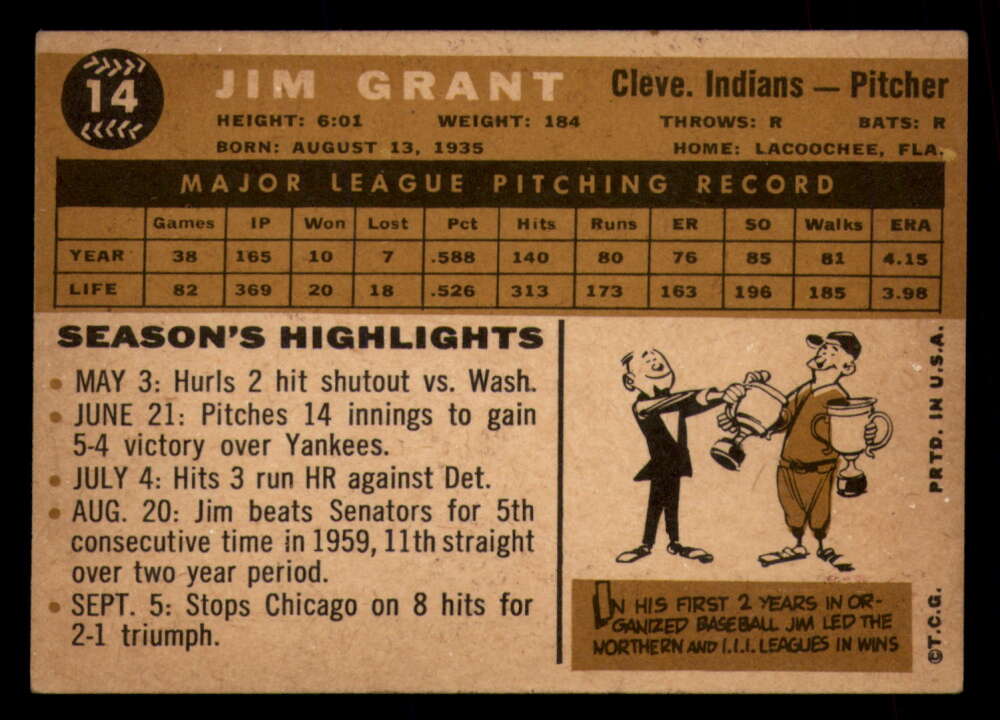 14
JIM GRANT
Cleve. Indians — Pitcher
HEIGHT: 6:01 WEIGHT: 184 THROWS: R BATS: R
BORN: AUGUST 13, 1935 HOME: LACOOCHEE, FLA.
MAJOR LEAGUE PITCHING RECORD
Games IP Won Lost Pct Hits Runs ER SO Walks ERA
YEAR 38 165 10 7 .588 140 80 76 85 81 4.15
LIFE 82 369 20 18 .526 313 173 163 196 185 3.98
SEASON'S HIGHLIGHTS
• MAY 3: Hurls 2 hit shutout vs. Wash.
• JUNE 21: Pitches 14 innings to gain
5-4 victory over Yankees.
• JULY 4: Hits 3 run HR against Det.
• AUG. 20: Jim beats Senators for 5th
consecutive time in 1959, 11th straight
over two year period.
• SEPT. 5: Stops Chicago on 8 hits for
2-1 triumph.
IN HIS FIRST 2 YEARS IN OR-
GANIZED BASEBALL JIM LED THE
NORTHERN AND I.I.I. LEAGUES IN WINS
©T.C.G. PRTD. IN U.S.A.